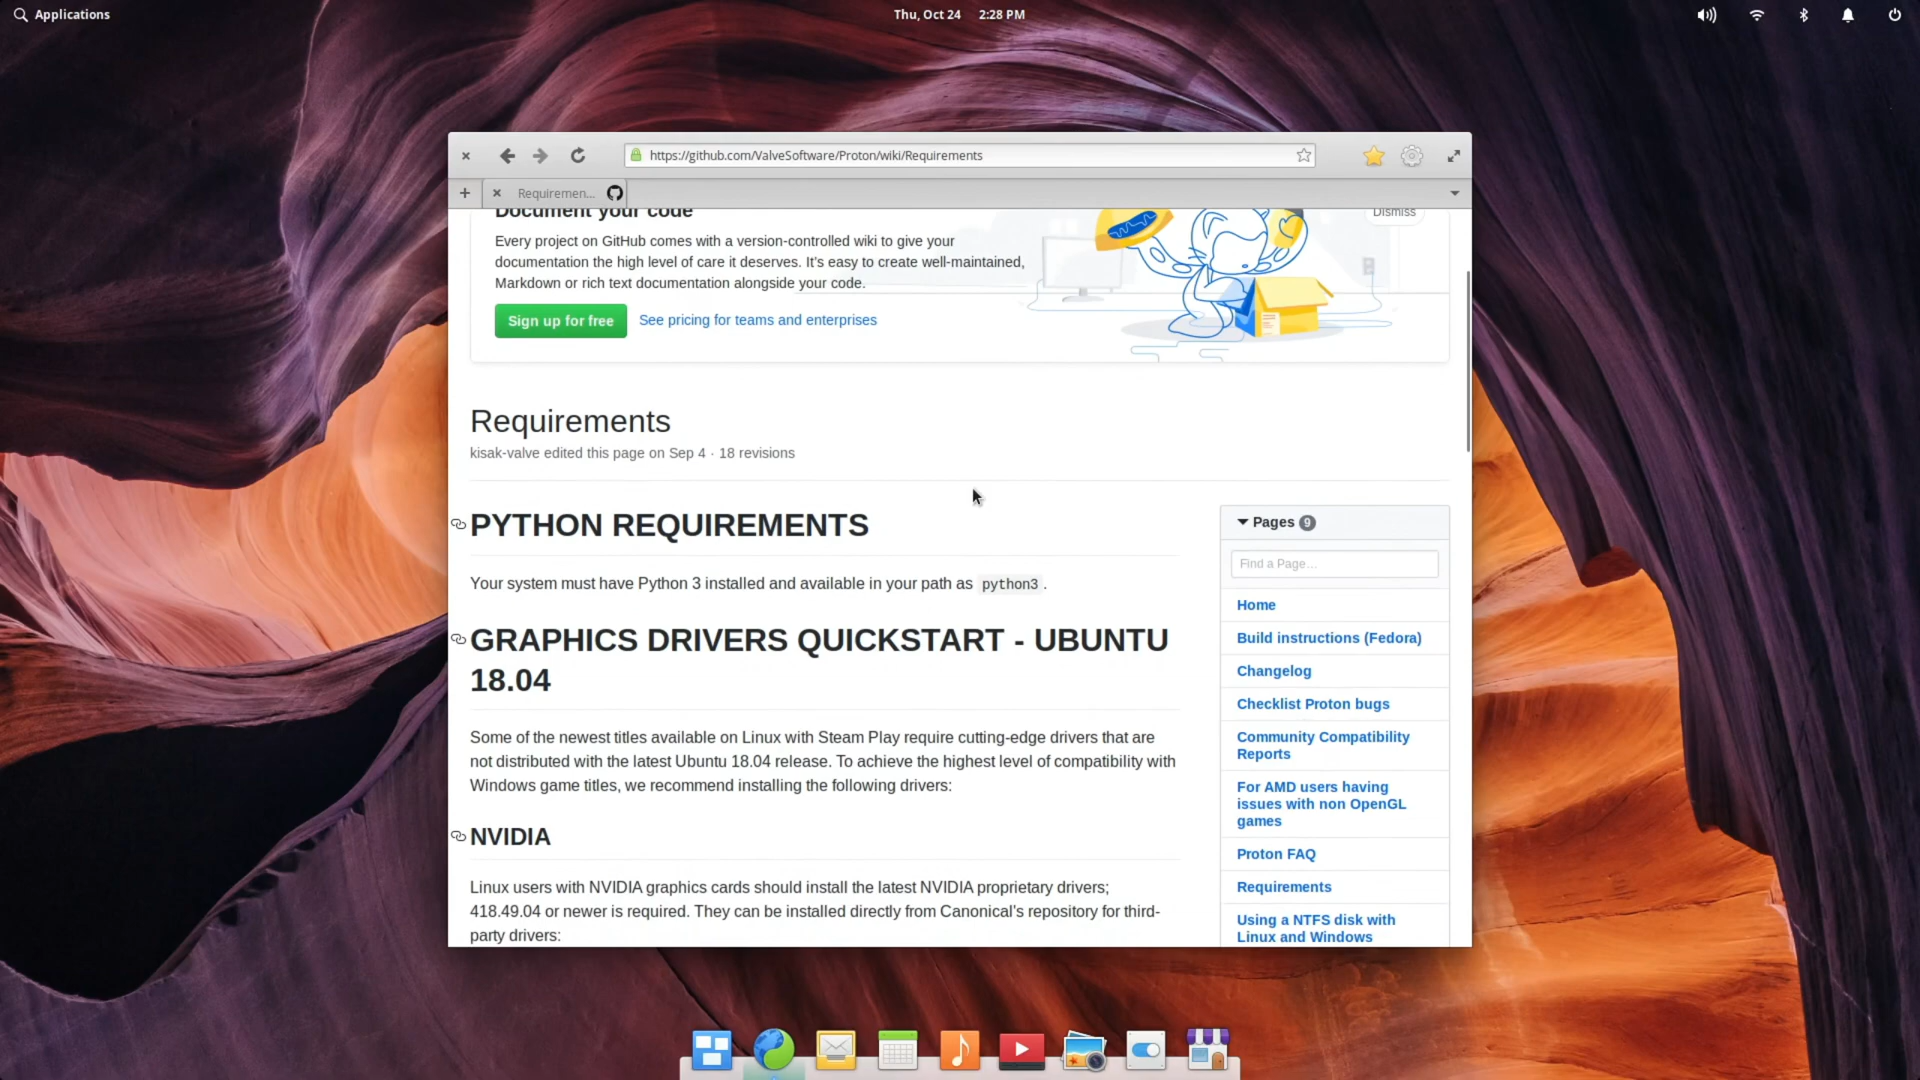 Applications
Thu, Oct 24 2:28 PM
https://github.com/ValveSoftware/Proton/wiki/Requirements
Requiremen...
Document your code
Dismiss
Every project on GitHub comes with a version-controlled wiki to give your
documentation the high level of care it deserves. It's easy to create well-maintained,
Markdown or rich text documentation alongside your code.
Sign up for free
See pricing for teams and enterprises
Requirements
kisak-valve edited this page on Sep 4 · 18 revisions
PYTHON REQUIREMENTS
Your system must have Python 3 installed and available in your path as python3.
GRAPHICS DRIVERS QUICKSTART - UBUNTU
18.04
Some of the newest titles available on Linux with Steam Play require cutting-edge drivers that are
not distributed with the latest Ubuntu 18.04 release. To achieve the highest level of compatibility with
Windows game titles, we recommend installing the following drivers:
NVIDIA
Linux users with NVIDIA graphics cards should install the latest NVIDIA proprietary drivers;
418.49.04 or newer is required. They can be installed directly from Canonical's repository for third-
party drivers:
Pages 9
Find a Page...
Home
Build instructions (Fedora)
Changelog
Checklist Proton bugs
Community Compatibility
Reports
For AMD users having
issues with non OpenGL
games
Proton FAQ
Requirements
Using a NTFS disk with
Linux and Windows